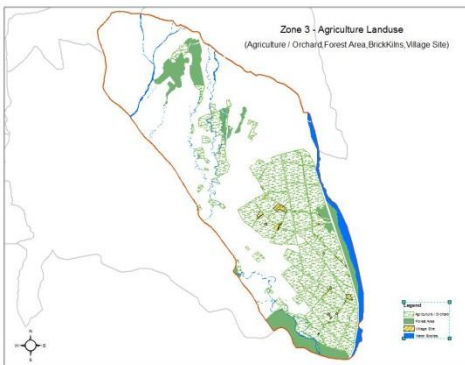 Zone 3 - Agriculture Landuse
(Agriculture / Orchard,Forest Area,BrickKilns,Village Site)
Legend
Agriculture / Orchard
Forest Area
Village Site
Water Bodies
N
E
S